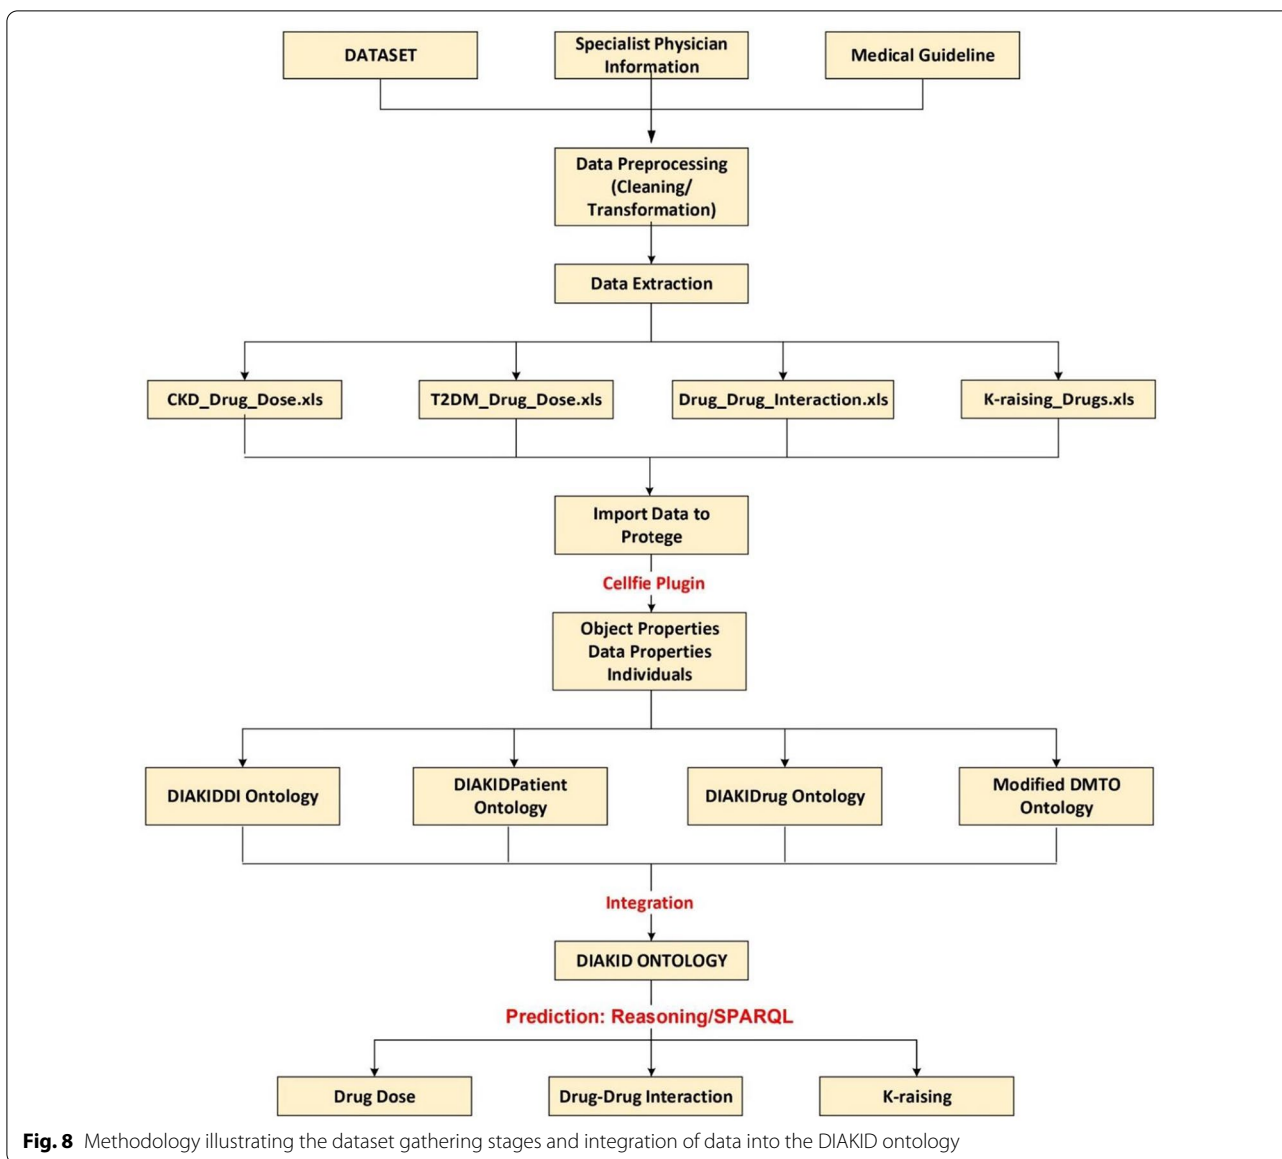 DATASET
Specialist Physician
Information
Medical Guideline
Data Preprocessing
(Cleaning/
Transformation)
Data Extraction
CKD_Drug_Dose.xls
T2DM_Drug_Dose.xls
Drug_Drug_Interaction.xls
K-raising_Drugs.xls
Import Data to
Protege
Cellfie Plugin
Object Properties
Data Properties
Individuals
DIAKIDDI Ontology
DIAKIDPatient
Ontology
DIAKIDrug Ontology
Modified DMTO
Ontology
Integration
DIAKID ONTOLOGY
Prediction: Reasoning/SPARQL
Drug Dose
Drug-Drug Interaction
K-raising
Fig. 8 Methodology illustrating the dataset gathering stages and integration of data into the DIAKID ontology